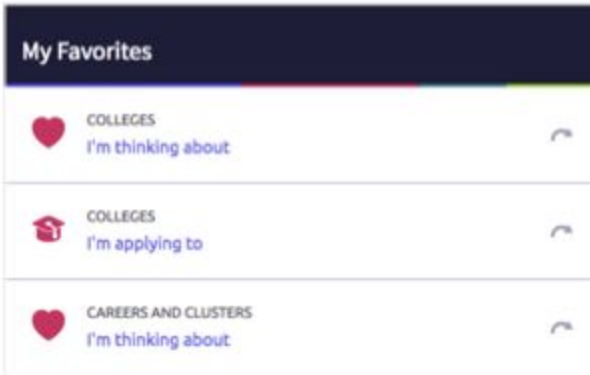 My Favorites
COLLEGES
I'm thinking about
COLLEGES
I'm applying to
CAREERS AND CLUSTERS
I'm thinking about